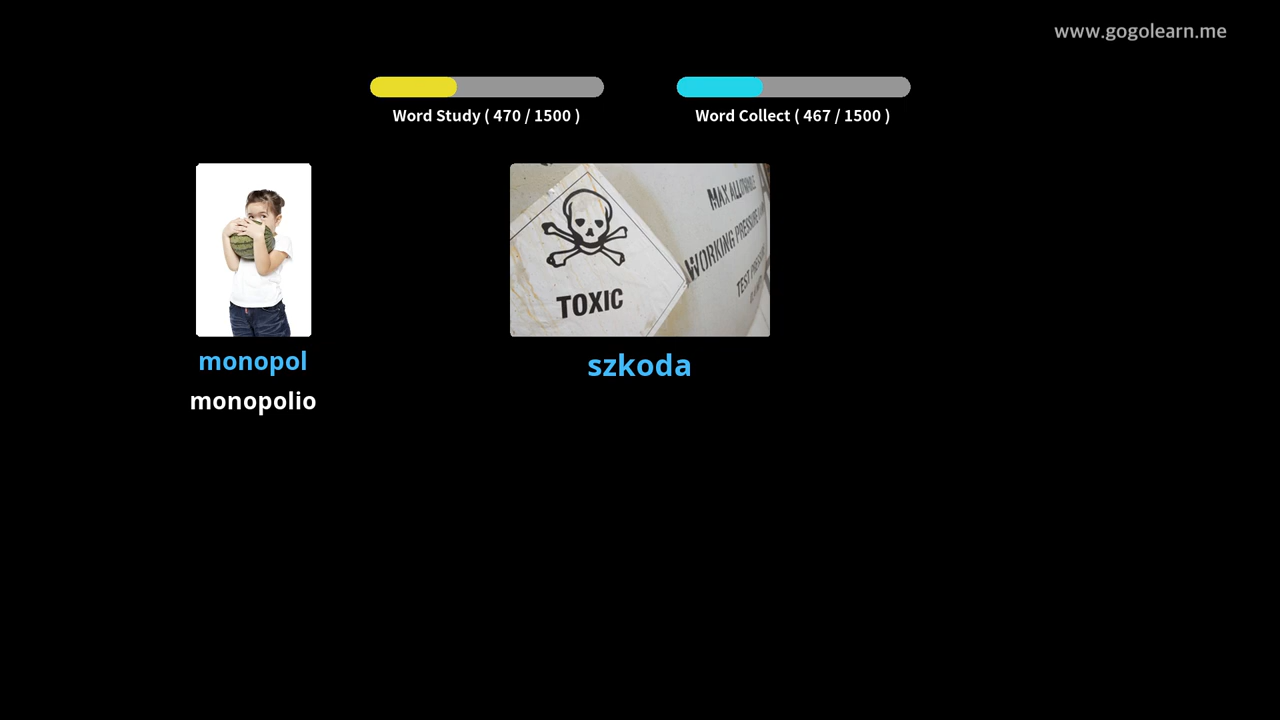 www.gogolearn.me
Word Study ( 470 / 1500 )
Word Collect ( 467 / 1500 )
TOXIC
MAX ALLOWABLE
WORKING PRESSURE
TEST PRESSURE
monopol
szkoda
monopolio